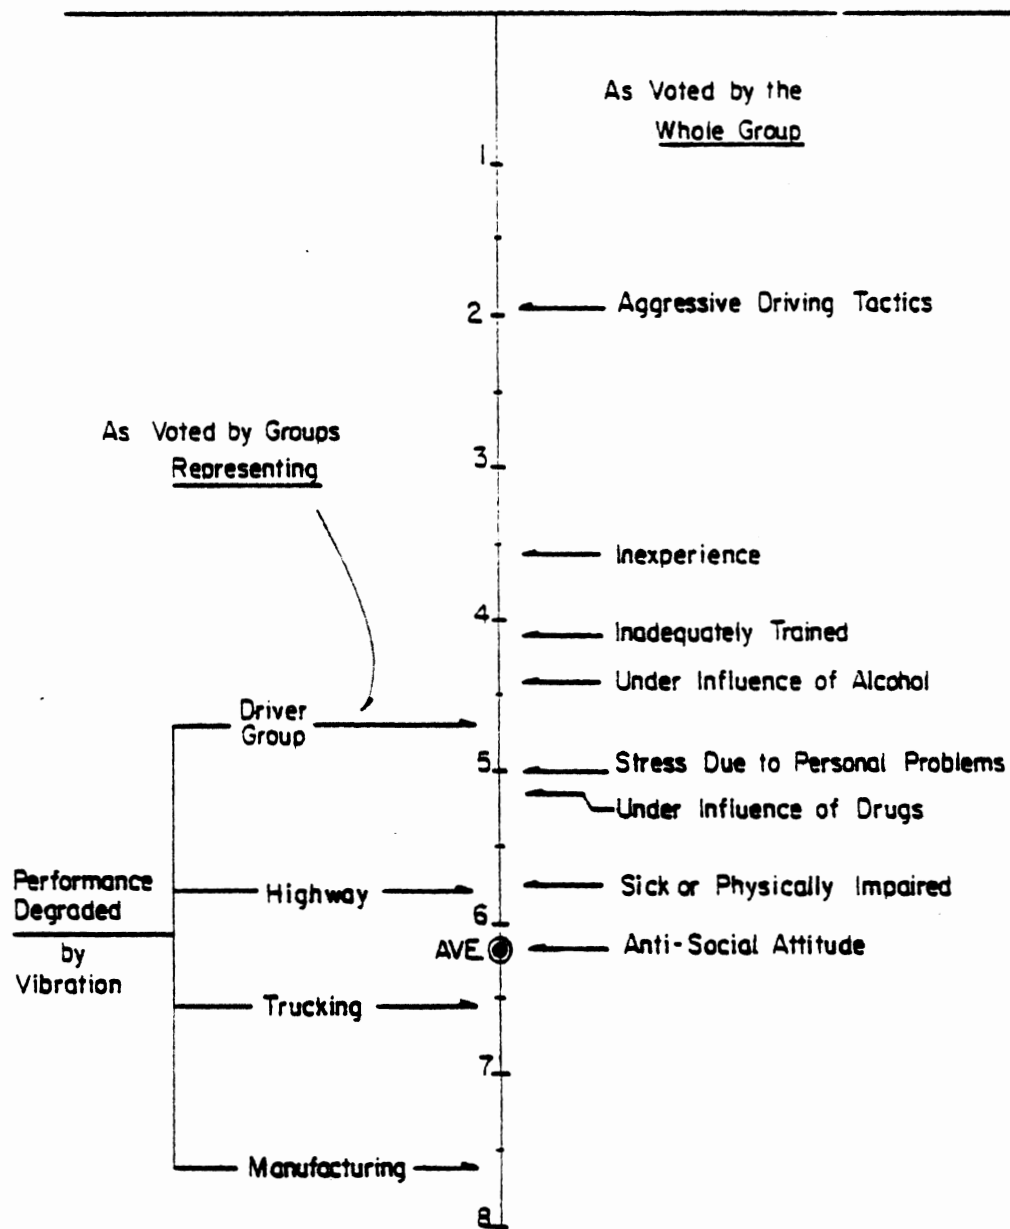 As Voted by the
Whole Group
1
2
Aggressive Driving Tactics
As Voted by Groups
Representing
3
Inexperience
4
Inadequately Trained
Under Influence of Alcohol
Driver
Group
5
Stress Due to Personal Problems
Under Influence of Drugs
Performance
Degraded
by
Vibration
Highway
Sick or Physically Impaired
6
AVE
Anti-Social Attitude
Trucking
7
Manufacturing
8